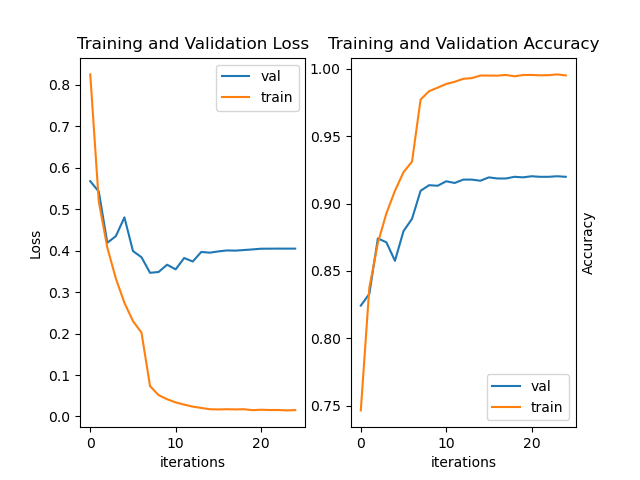 Training and Validation Loss
Training and Validation Accuracy
0.8
0.7
0.6
0.5
0.4
0.3
0.2
0.1
0.0
Loss
0
10
20
iterations
val
train
1.00
0.95
0.90
0.85
0.80
0.75
Accuracy
0
10
20
iterations
val
train